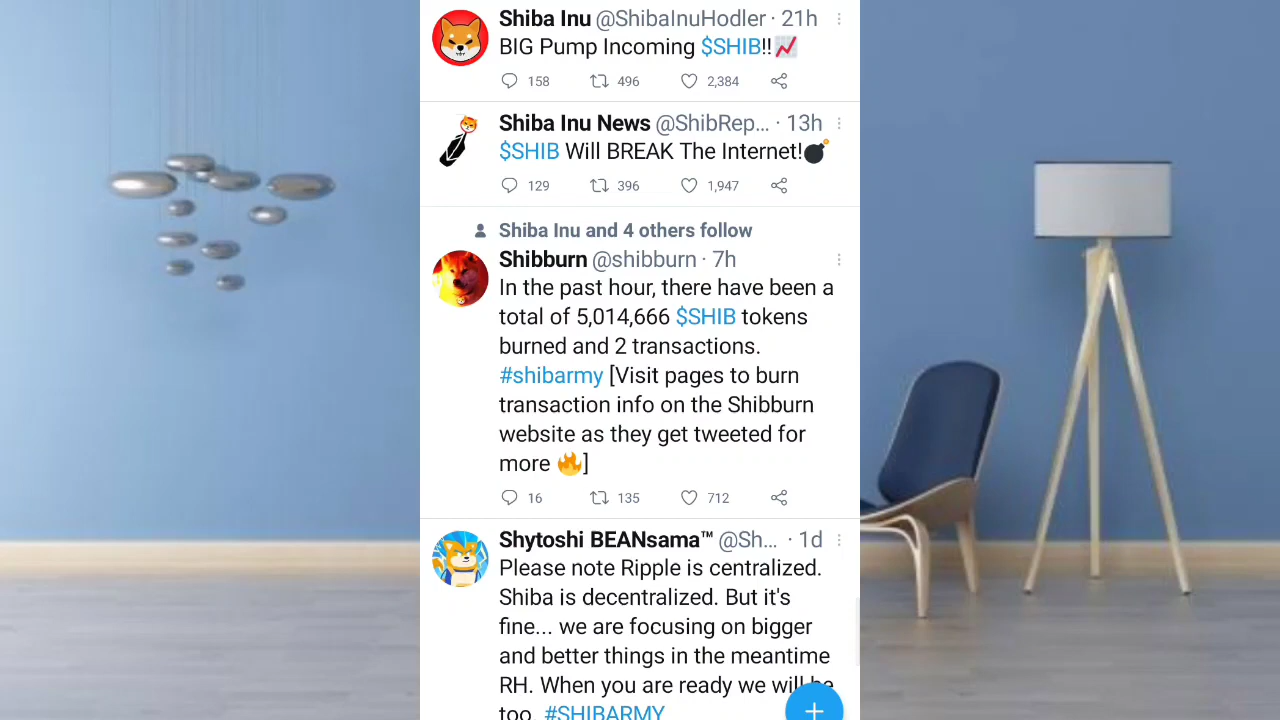 Shiba Inu @ShibaInuHodler · 21h
BIG Pump Incoming $SHIB!!📈
158 496 2,384
Shiba Inu News @ShibRep... · 13h
$SHIB Will BREAK The Internet!💣
129 396 1,947
Shiba Inu and 4 others follow
Shibburn @shibburn · 7h
In the past hour, there have been a
total of 5,014,666 $SHIB tokens
burned and 2 transactions.
#shibarmy [Visit pages to burn
transaction info on the Shibburn
website as they get tweeted for
more 🔥]
16 135 712
Shytoshi BEANsama™ @Sh... · 1d
Please note Ripple is centralized.
Shiba is decentralized. But it's
fine... we are focusing on bigger
and better things in the meantime
RH. When you are ready we will be
too. #SHIBARMY